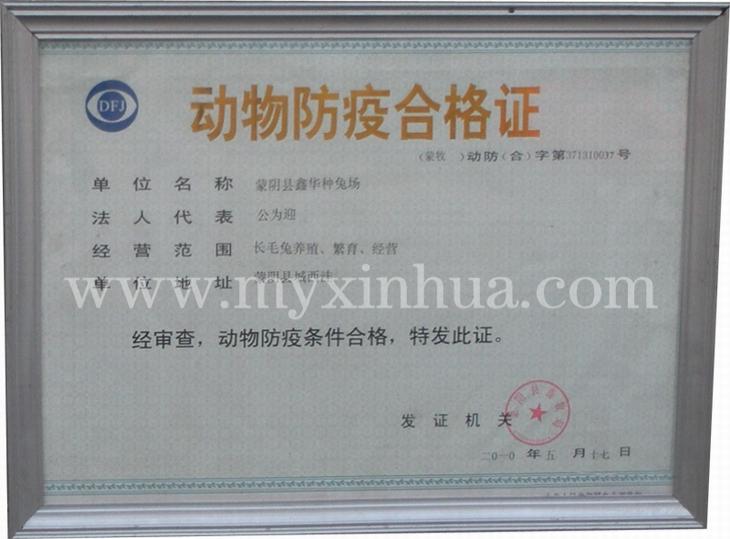 DFJ
动物防疫合格证
（蒙牧　）动防（合）字第371310037号
单位名称　蒙阴县鑫华种兔场
法人代表　公为迎
经营范围　长毛兔养殖、繁育、经营
单位地址　蒙阴县城西洼
www.myxinhua.com
经审查，动物防疫条件合格，特发此证。
发证机关
二〇一〇年五月十七日